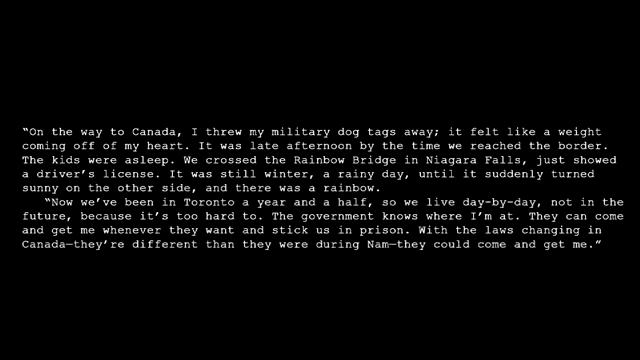 “On the way to Canada, I threw my military dog tags away; it felt like a weight
coming off of my heart. It was late afternoon by the time we reached the border.
The kids were asleep. We crossed the Rainbow Bridge in Niagara Falls, just showed
a driver’s license. It was still winter, a rainy day, until it suddenly turned
sunny on the other side, and there was a rainbow.
“Now we’ve been in Toronto a year and a half, so we live day-by-day, not in the
future, because it’s too hard to. The government knows where I’m at. They can come
and get me whenever they want and stick us in prison. With the laws changing in
Canada—they’re different than they were during Nam—they could come and get me.”